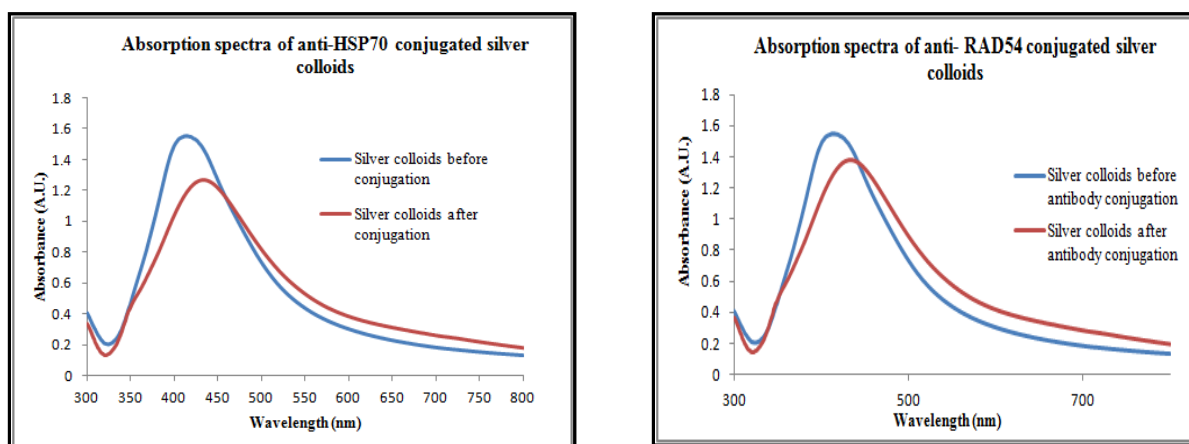 Absorption spectra of anti-HSP70 conjugated silver
colloids
Absorbance (A.U.)
1.8
1.6
1.4
1.2
1
0.8
0.6
0.4
0.2
0
300 350 400 450 500 550 600 650 700 750 800
Wavelength (nm)
Silver colloids before
conjugation
Silver colloids after
conjugation
Absorption spectra of anti- RAD54 conjugated silver
colloids
Absorbance (A.U.)
1.8
1.6
1.4
1.2
1
0.8
0.6
0.4
0.2
0
300 500 700
Wavelength (nm)
Silver colloids before
antibody conjugation
Silver colloids after
antibody conjugation